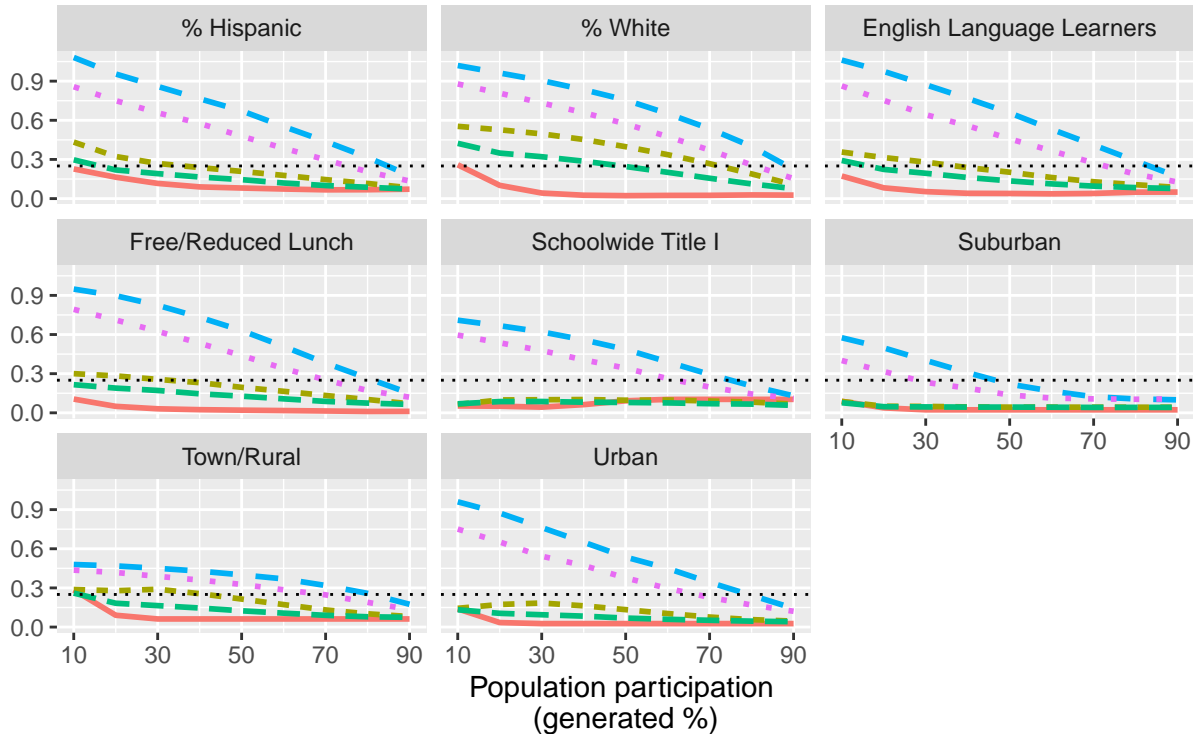 % Hispanic
% White
English Language Learners
0.9
0.6
0.3
0.0
Free/Reduced Lunch
Schoolwide Title I
Suburban
0.9
0.6
0.3
0.0
10 30 50 70 90
Town/Rural
Urban
0.9
0.6
0.3
0.0
10 30 50 70 90
10 30 50 70 90
Population participation
(generated %)